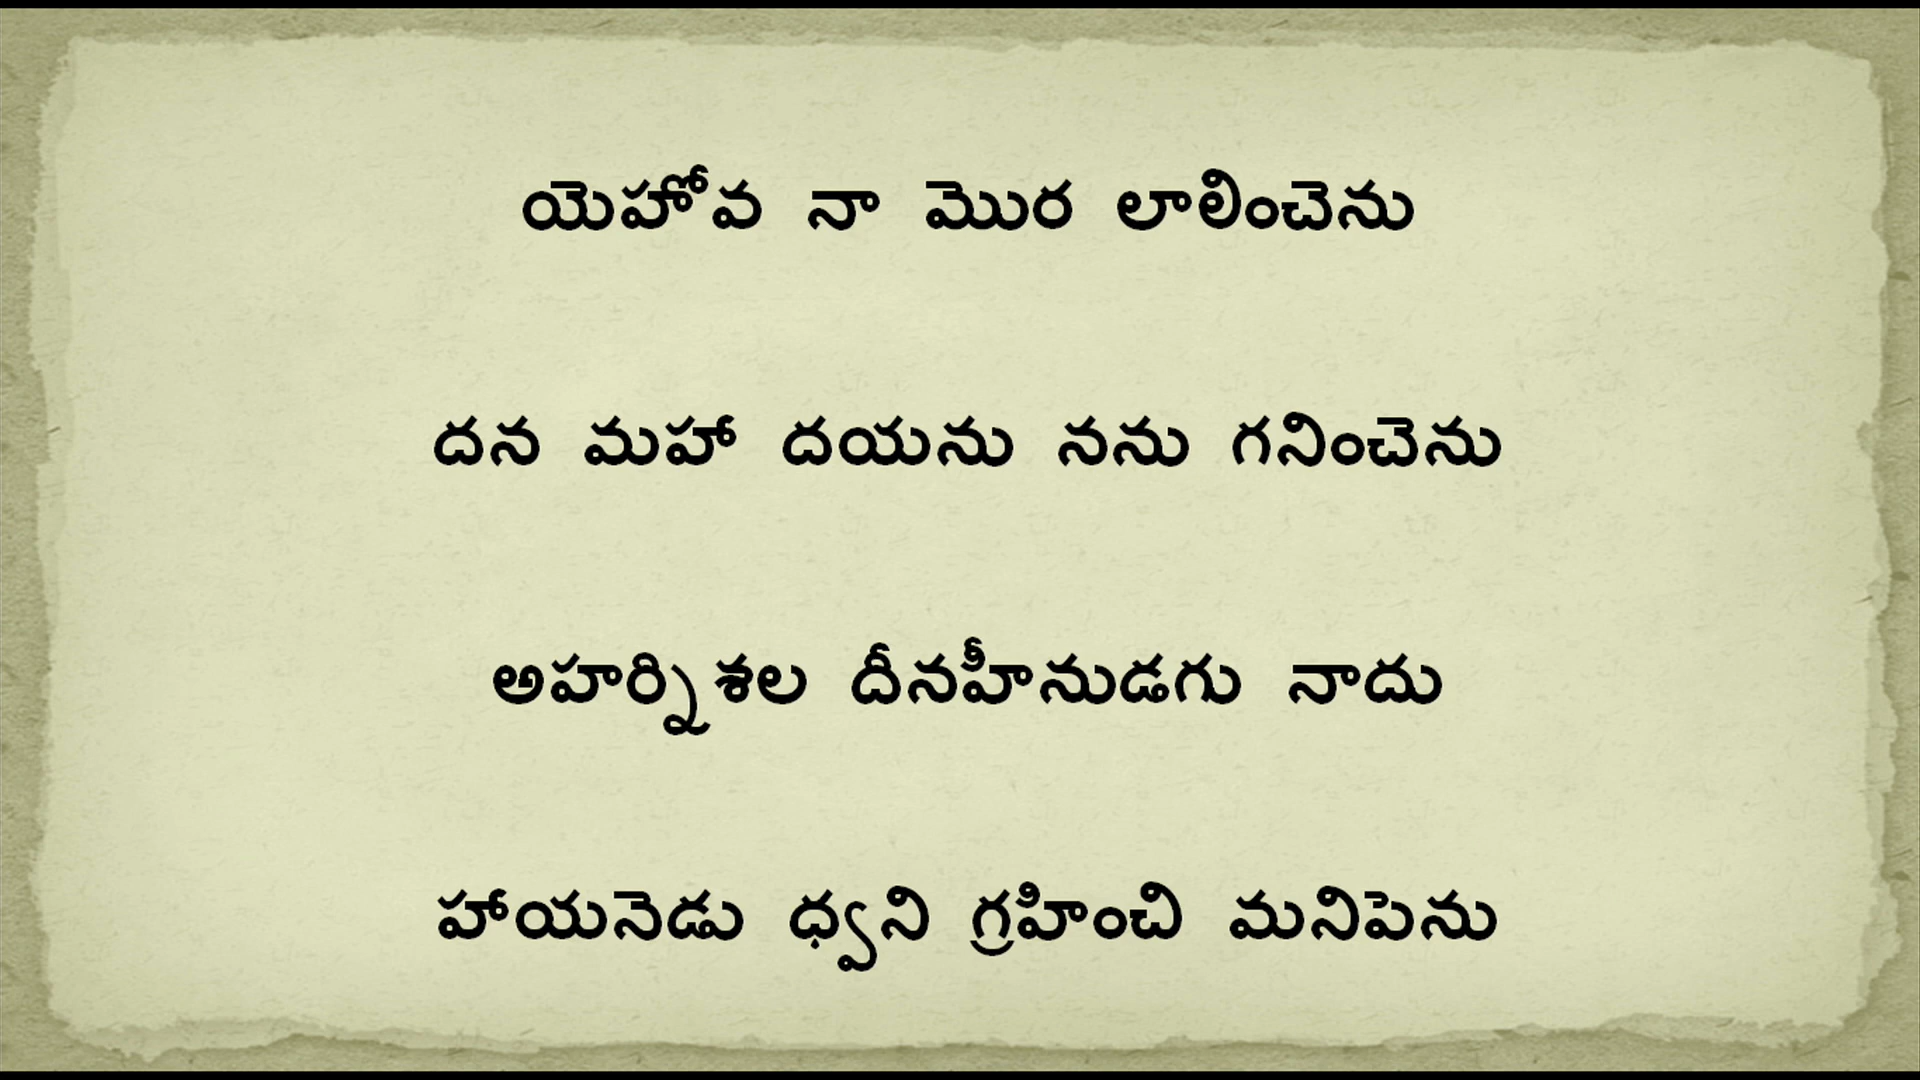 యెహోవ నా మొర లాలించెను
దన మహా దయను నను గనించెను
అహర్నిశల దీనహీనుడగు నాదు
హాయనెడు ధ్వని గ్రహించి మనిపెను